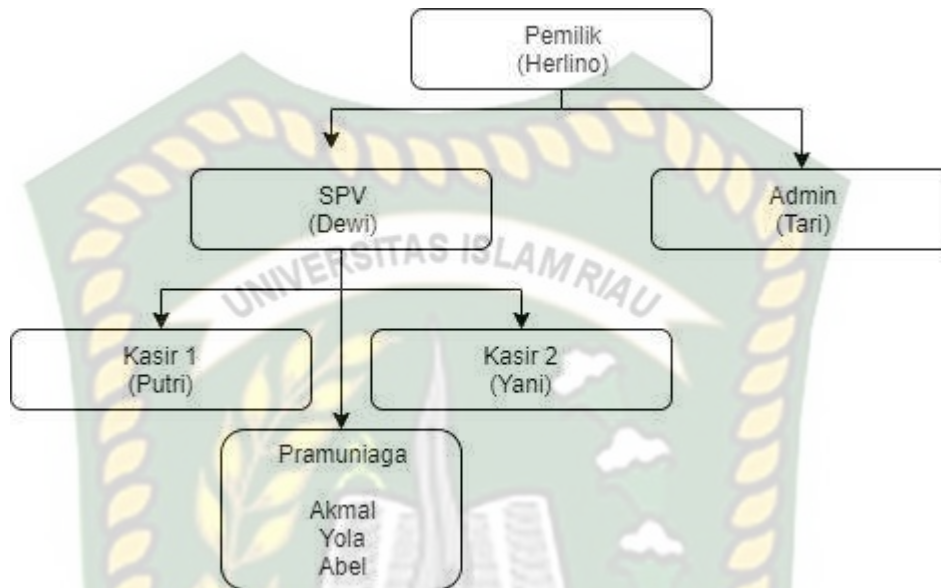 Pemilik
(Herlino)
SPV
(Dewi)
Admin
(Tari)
UNIVERSITAS ISLAM RIAU
Kasir 1
(Putri)
Kasir 2
(Yani)
Pramuniaga
Akmal
Yola
Abel